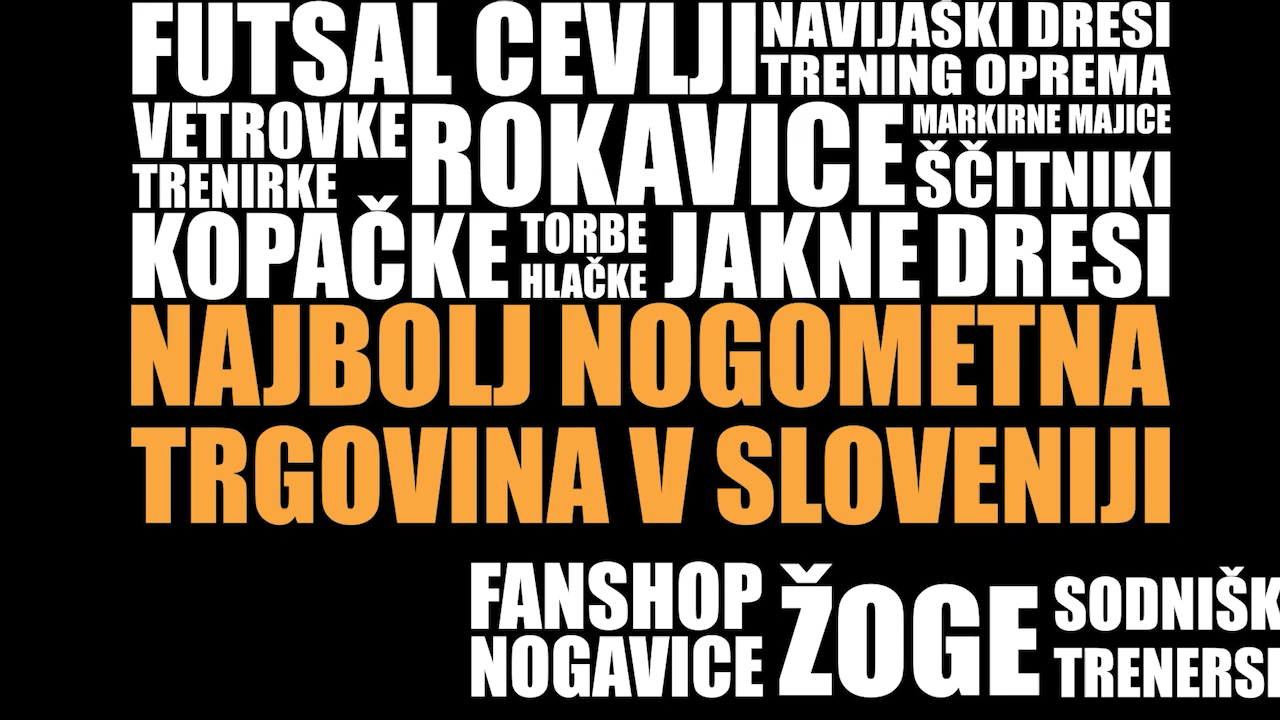 FUTSAL CEVLJI
NAVIJAŠKI DRESI
TRENING OPREMA
VETROVKE
TRENIRKE
ROKAVICE
MARKIRNE MAJICE
ŠČITNIKI
KOPAČKE
TORBE
HLAČKE
JAKNE
DRESI
NAJBOLJ NOGOMETNA
TRGOVINA V SLOVENIJI
FANSHOP
NOGAVICE
ŽOGE